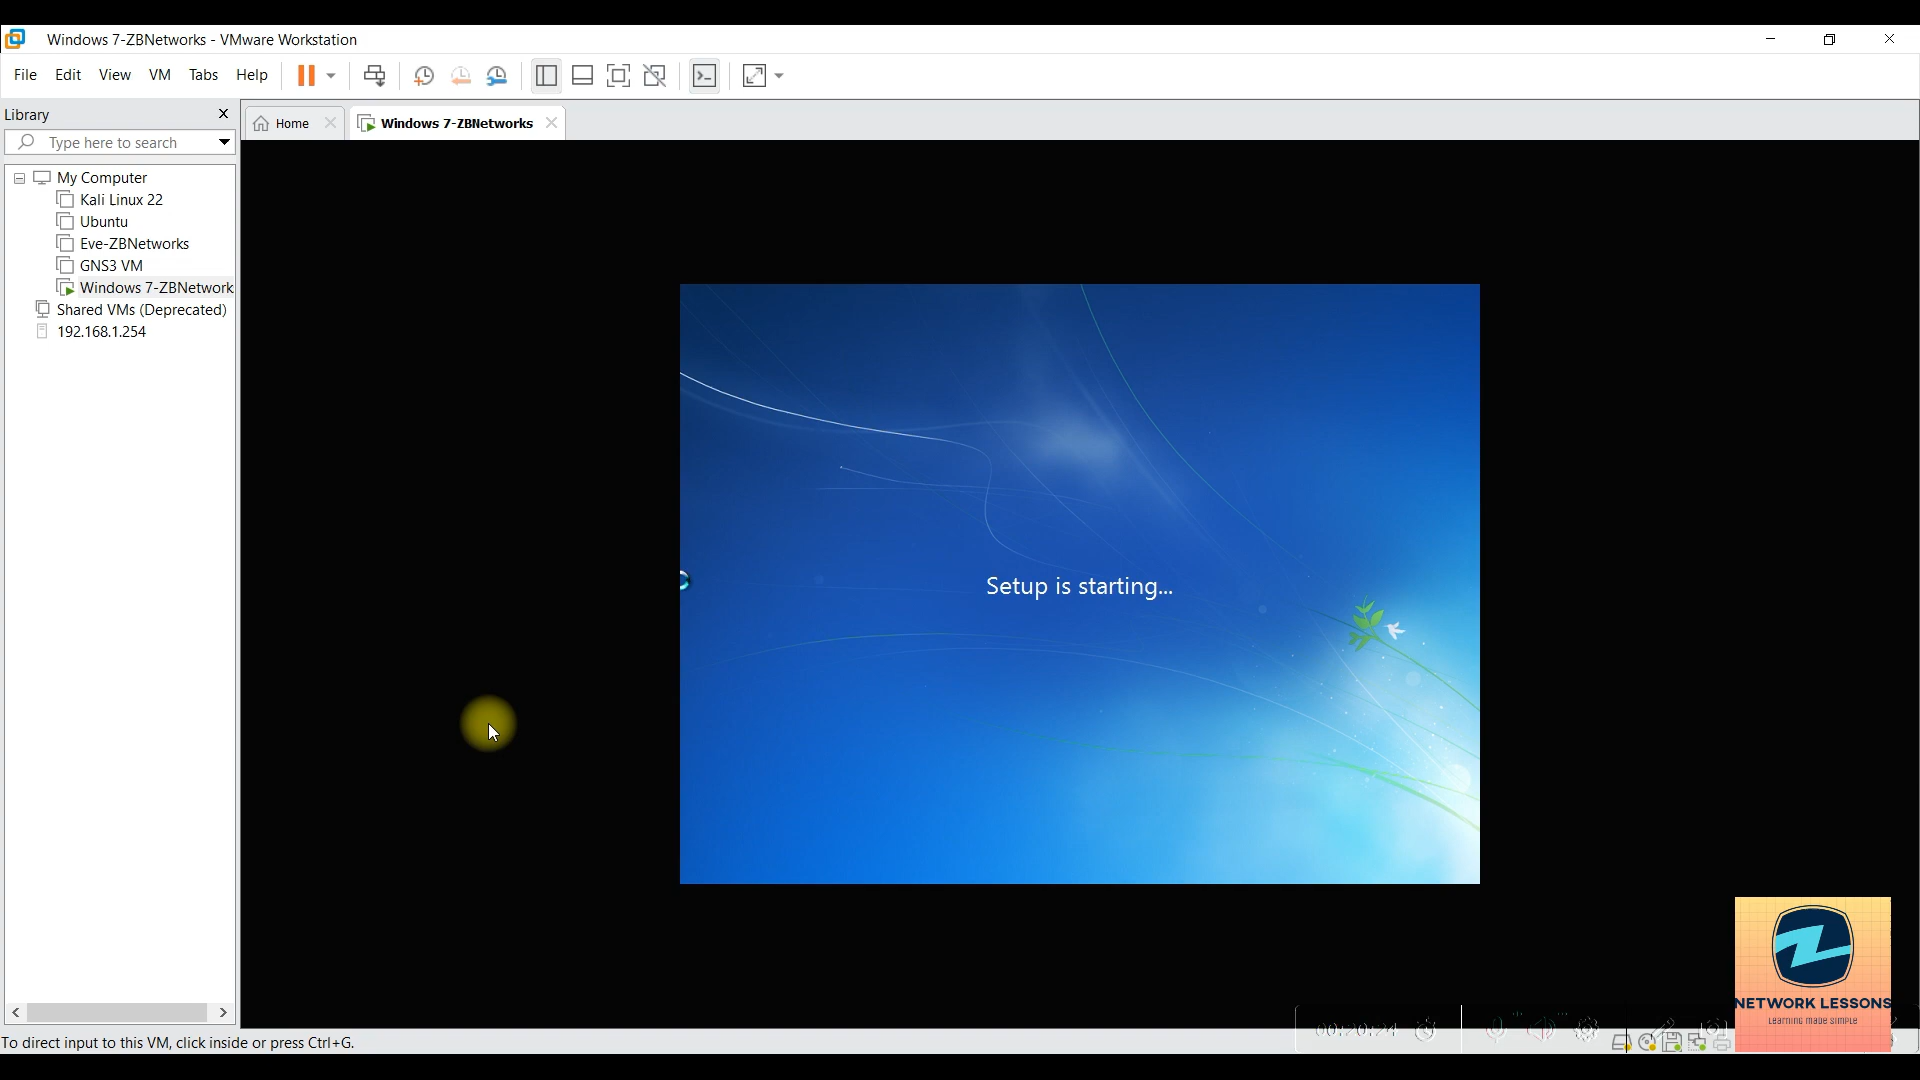 Windows 7-ZBNetworks - VMware Workstation
File Edit View VM Tabs Help
Library
Type here to search
Home
Windows 7-ZBNetworks
My Computer
Kali Linux 22
Ubuntu
Eve-ZBNetworks
GNS3 VM
Windows 7-ZBNetwork
Shared VMs (Deprecated)
192.168.1.254
Setup is starting...
NETWORK LESSONS
Learning made simple
To direct input to this VM, click inside or press Ctrl+G.